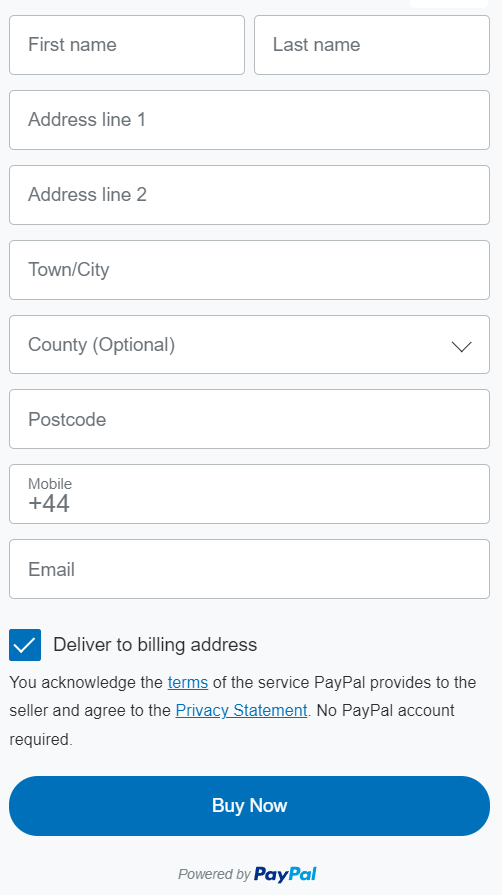 First name Last name
Address line 1
Address line 2
Town/City
County (Optional)
Postcode
Mobile
+44
Email
Deliver to billing address
You acknowledge the terms of the service PayPal provides to the
seller and agree to the Privacy Statement. No PayPal account
required.
Buy Now
Powered by PayPal